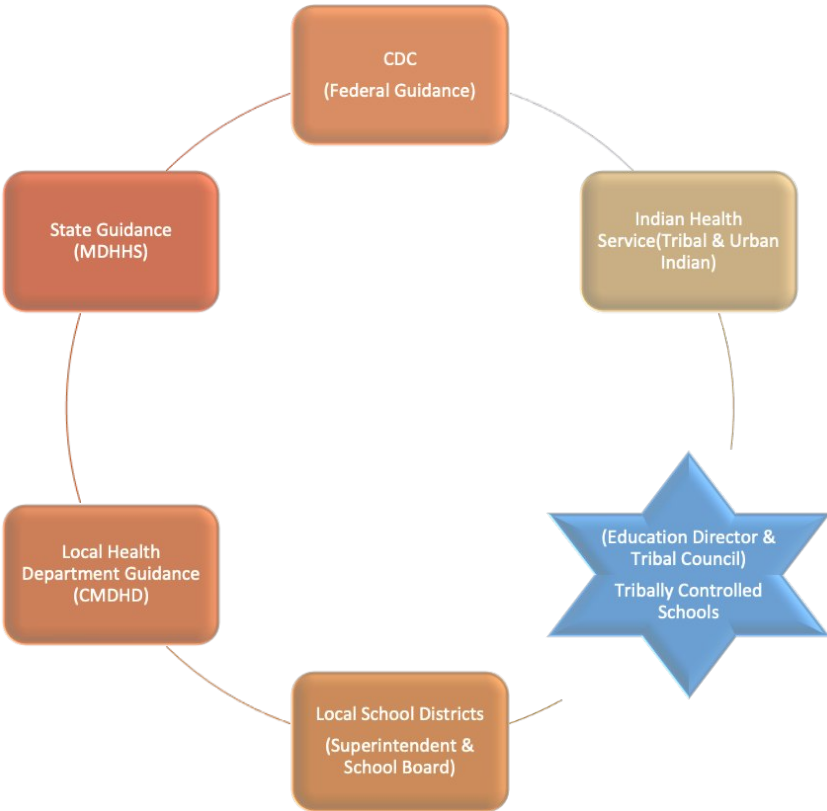 CDC
(Federal Guidance)
Indian Health
Service(Tribal & Urban
Indian)
(Education Director &
Tribal Council)
Tribally Controlled
Schools
Local School Districts
(Superintendent &
School Board)
Local Health
Department Guidance
(CMDHD)
State Guidance
(MDHHS)